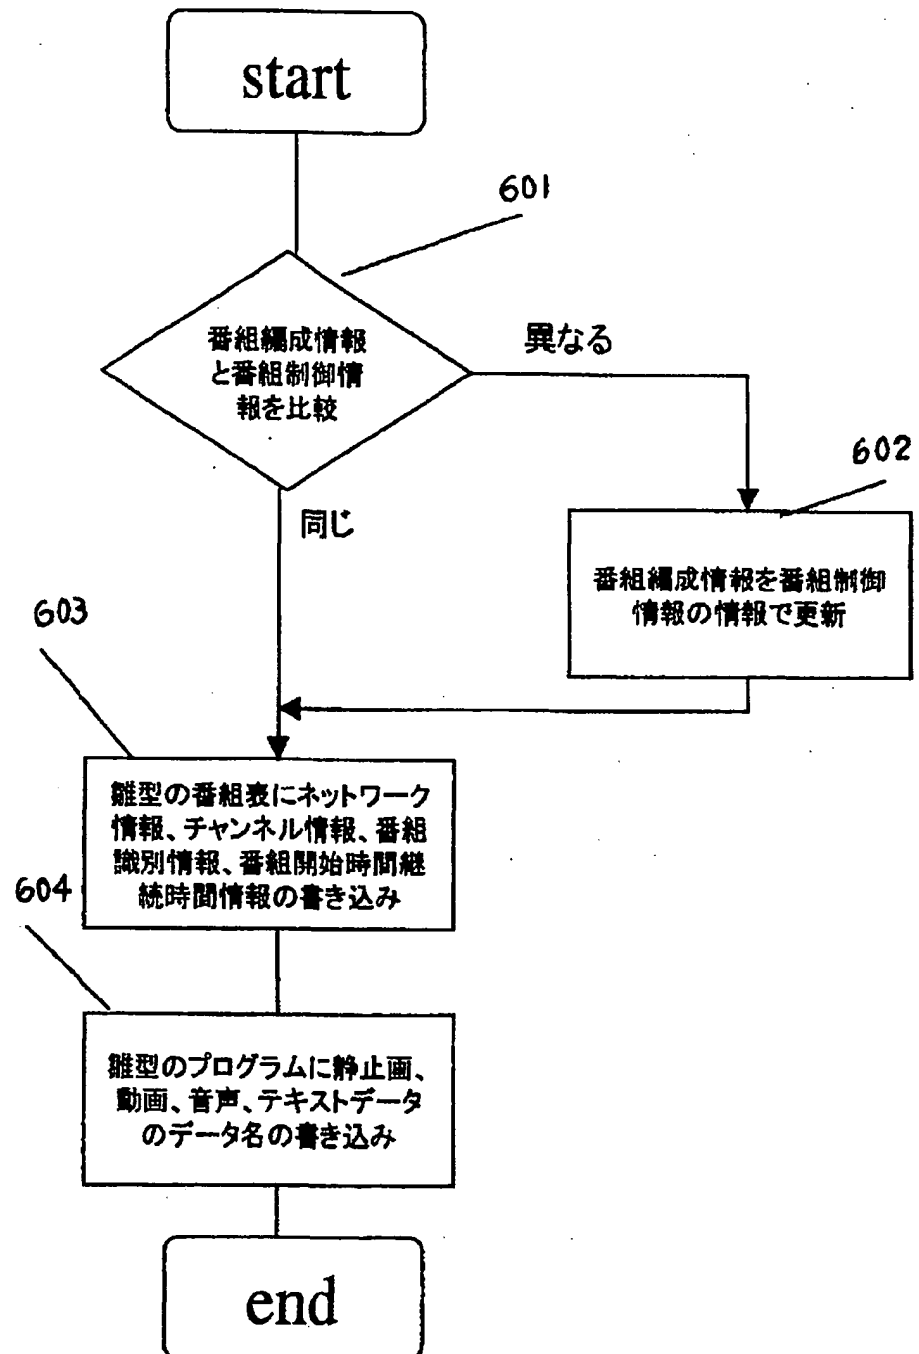 start
601
番組編成情報
と番組制御情
報を比較
異なる
602
同じ
番組編成情報を番組制御
情報の情報で更新
603
雛型の番組表にネットワーク
情報、チャンネル情報、番組
識別情報、番組開始時間継
続時間情報の書き込み
604
雛型のプログラムに静止画、
動画、音声、テキストデータ
のデータ名の書き込み
end